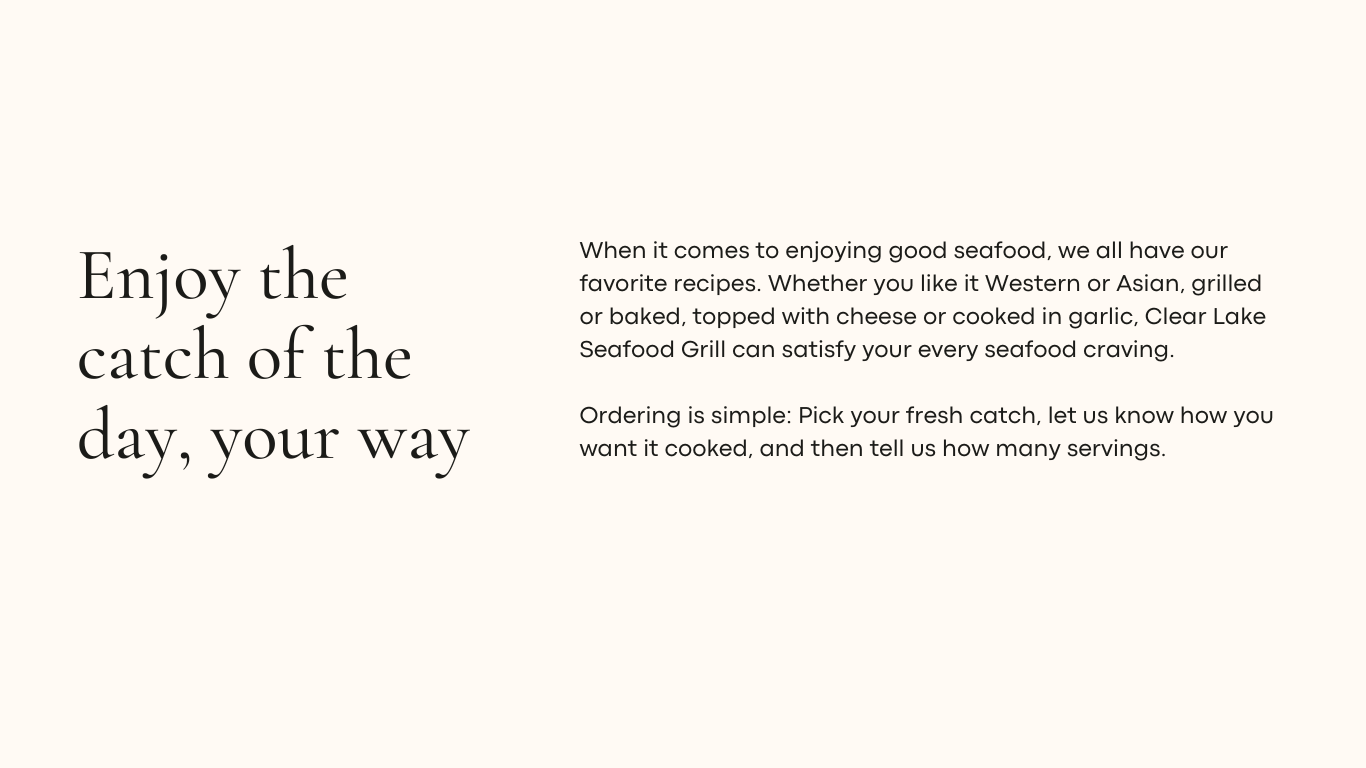 Enjoy the
catch of the
day, your way
When it comes to enjoying good seafood, we all have our
favorite recipes. Whether you like it Western or Asian, grilled
or baked, topped with cheese or cooked in garlic, Clear Lake
Seafood Grill can satisfy your every seafood craving.
Ordering is simple: Pick your fresh catch, let us know how you
want it cooked, and then tell us how many servings.